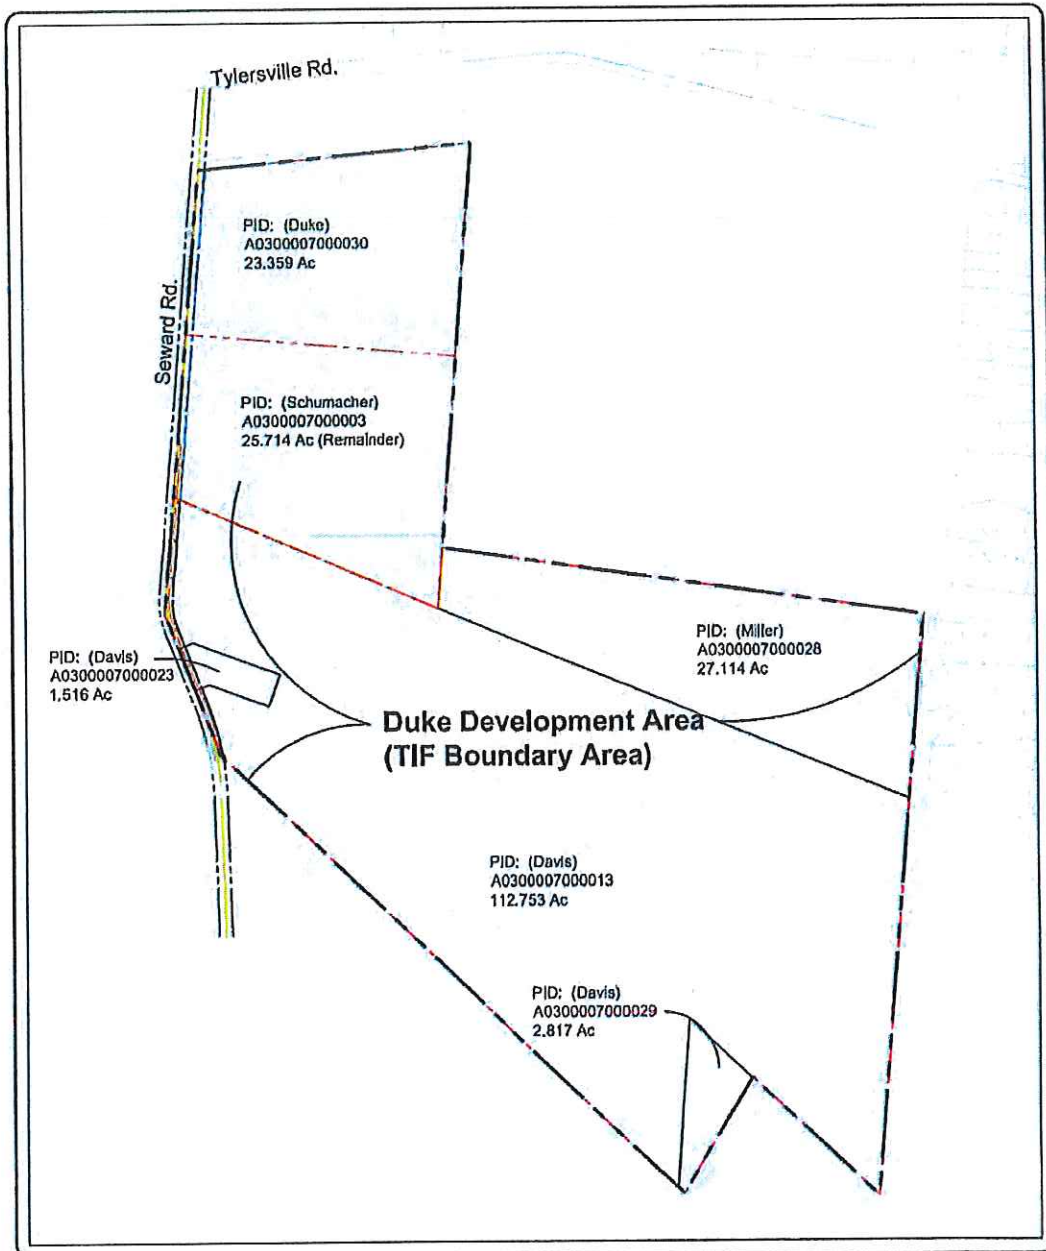 Tylersville Rd.
PID: (Duke)
A0300007000030
23.359 Ac
Seward Rd.
PID: (Schumacher)
A0300007000003
25.714 Ac (Remainder)
PID: (Miller)
A0300007000028
27.114 Ac
PID: (Davis)
A0300007000023
1.516 Ac
Duke Development Area
(TIF Boundary Area)
PID: (Davis)
A0300007000013
112.753 Ac
PID: (Davis)
A0300007000029
2.817 Ac